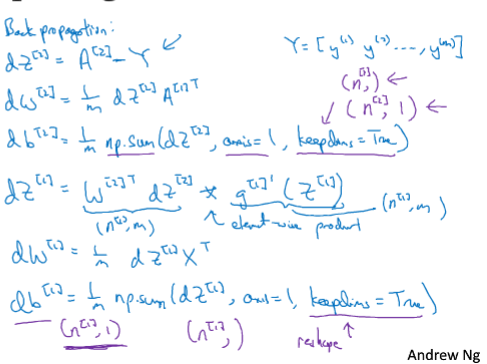 Back propagation:
dZ^[2] = A^[2] - Y
Y = [y^(1) y^(2) ..., y^(m)]
dW^[2] = 1/m dZ^[2] A^[1]T
(n^[2],)
(n^[2], 1)
db^[2] = 1/m np.sum(dZ^[2], axis=1, keepdims=True)
dZ^[1] = W^[2]T dZ^[2] * g^[1]' (Z^[1])
(n^[1], m)
element-wise product
(n^[1], m)
dW^[1] = 1/m dZ^[1] X^T
db^[1] = 1/m np.sum(dZ^[1], axis=1, keepdims=True)
(n^[1], 1)
(n^[1],)
reshape
Andrew Ng